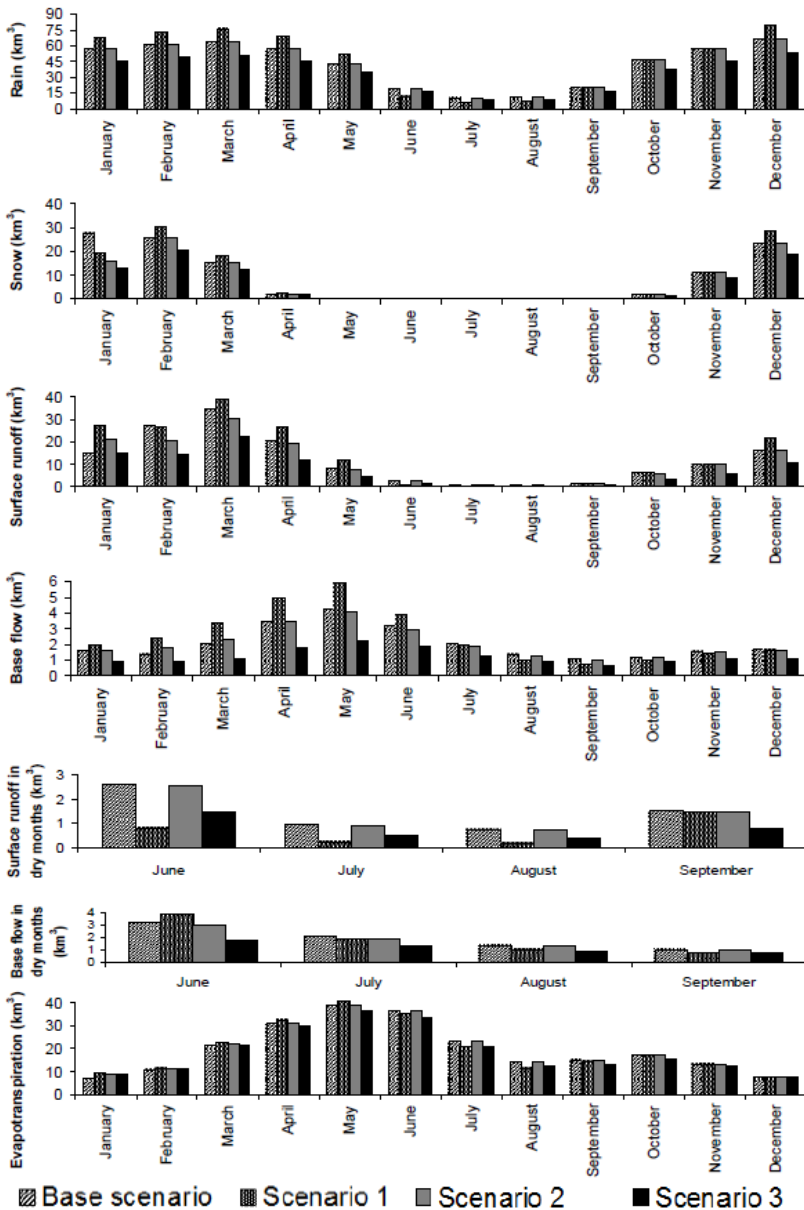 Rain (km³)
90
75
60
45
30
15
0
January
February
March
April
May
June
July
August
September
October
November
December
Snow (km³)
40
30
20
10
0
January
February
March
April
May
June
July
August
September
October
November
December
Surface runoff (km³)
40
30
20
10
0
January
February
March
April
May
June
July
August
September
October
November
December
Base flow (km³)
6
5
4
3
2
1
0
January
February
March
April
May
June
July
August
September
October
November
December
Surface runoff in
dry months (km³)
3
2
1
0
June
July
August
September
Base flow in
dry months
(km³)
4
3
2
1
0
June
July
August
September
Evapotranspiration (km³)
40
30
20
10
0
January
February
March
April
May
June
July
August
September
October
November
December
Base scenario
Scenario 1
Scenario 2
Scenario 3